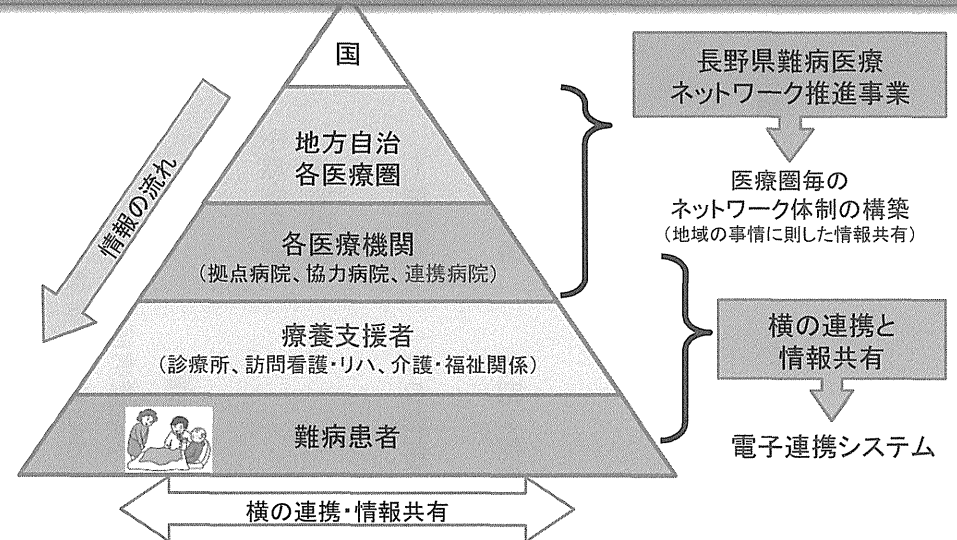 国
地方自治
各医療圏
各医療機関
（拠点病院、協力病院、連携病院）
療養支援者
（診療所、訪問看護・リハ、介護・福祉関係）
難病患者
情報の流れ
横の連携・情報共有
長野県難病医療
ネットワーク推進事業
医療圏毎の
ネットワーク体制の構築
（地域の事情に則した情報共有）
横の連携と
情報共有
電子連携システム